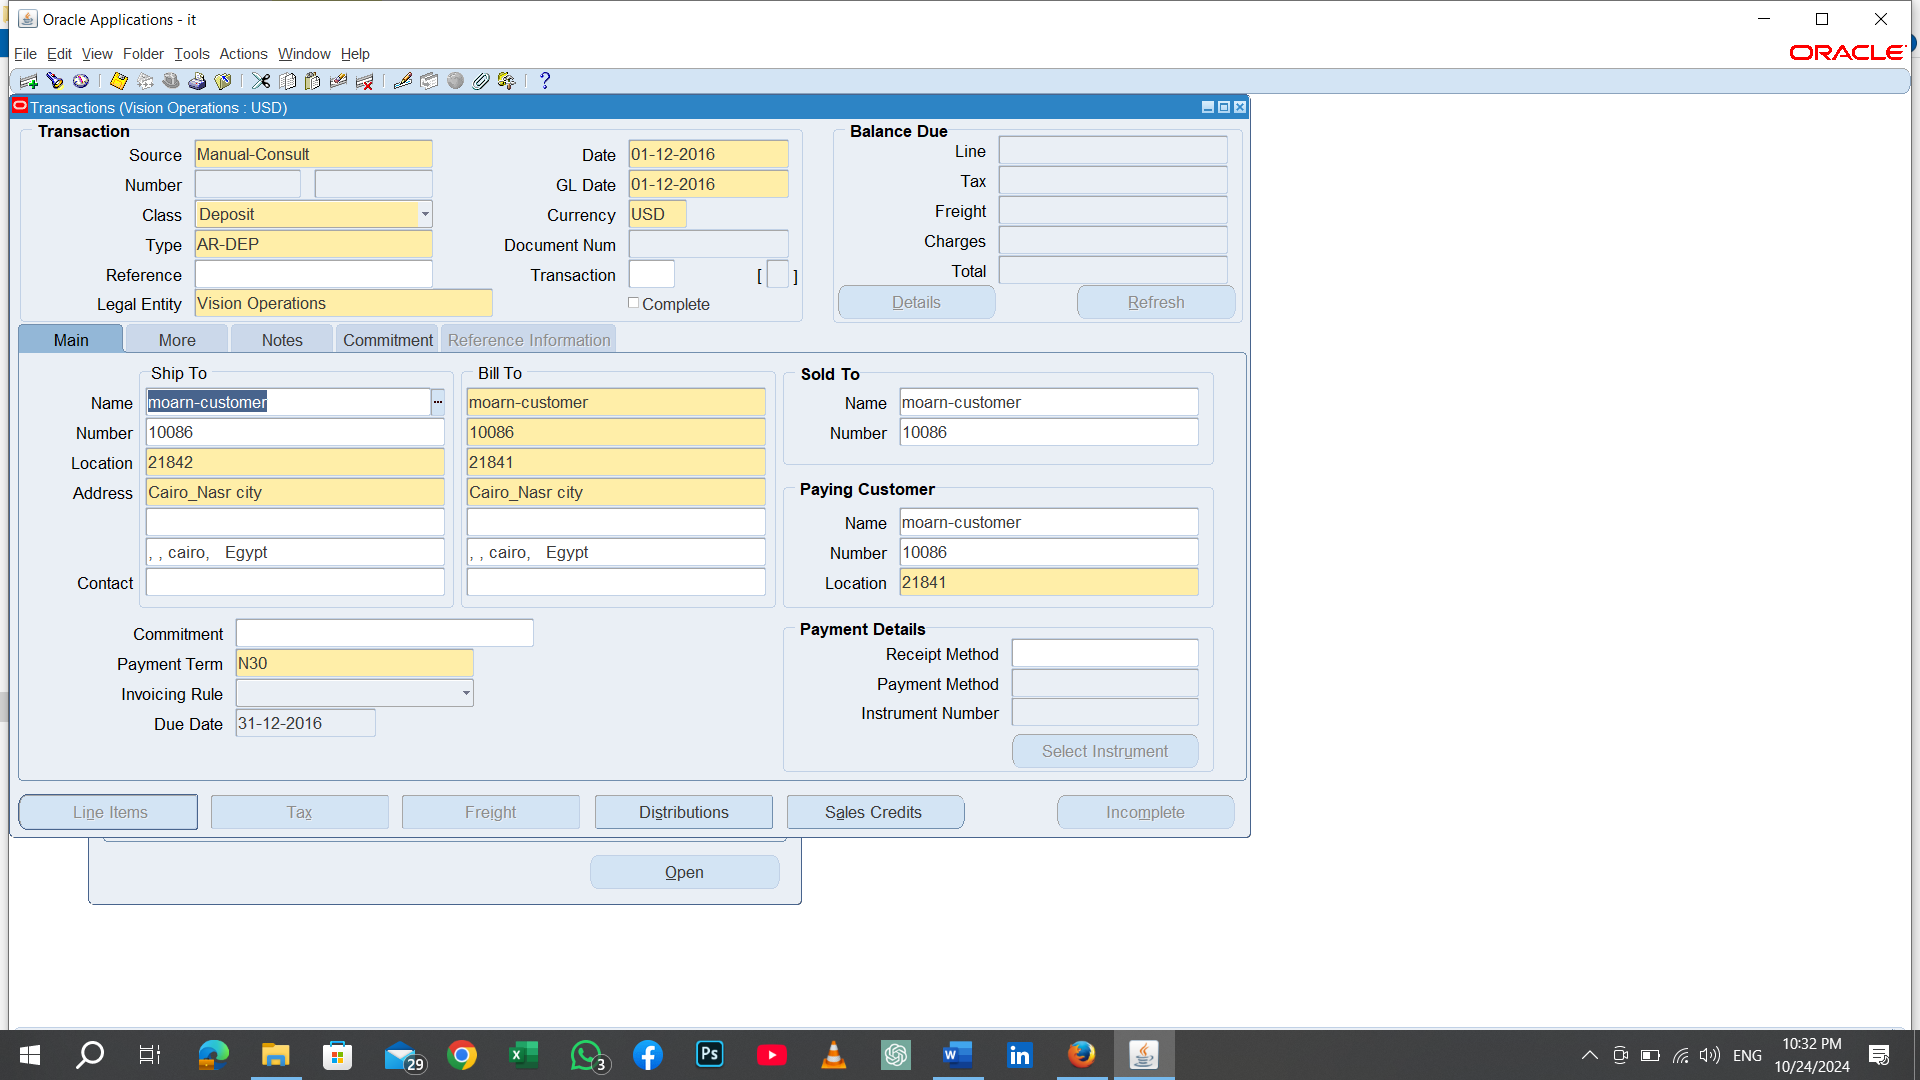 Oracle Applications - it
File Edit View Folder Tools Actions Window Help
ORACLE
Transactions (Vision Operations : USD)
Transaction
Source Manual-Consult
Number
Class Deposit
Type AR-DEP
Reference
Legal Entity Vision Operations
Date 01-12-2016
GL Date 01-12-2016
Currency USD
Document Num
Transaction [ ]
Complete
Balance Due
Line
Tax
Freight
Charges
Total
Details Refresh
Main More Notes Commitment Reference Information
Ship To
Name moarn-customer
Number 10086
Location 21842
Address Cairo_Nasr city
, , cairo, Egypt
Contact
Bill To
moarn-customer
10086
21841
Cairo_Nasr city
, , cairo, Egypt
Sold To
Name moarn-customer
Number 10086
Paying Customer
Name moarn-customer
Number 10086
Location 21841
Commitment
Payment Term N30
Invoicing Rule
Due Date 31-12-2016
Payment Details
Receipt Method
Payment Method
Instrument Number
Select Instrument
Line Items Tax Freight Distributions Sales Credits Incomplete
Open
29
3
Ps
ENG
10:32 PM
10/24/2024